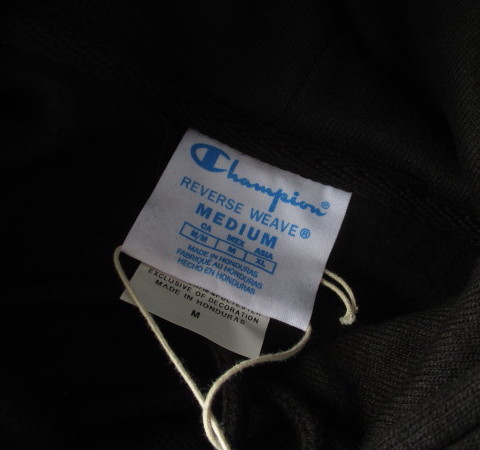 Champion®
REVERSE WEAVE®
MEDIUM
CA MEX ASIA
M/M M XL
MADE IN HONDURAS
FABRIQUÉ AU HONDURAS
HECHO EN HONDURAS
EXCLUSIVE OF DECORATION
MADE IN HONDURAS
M